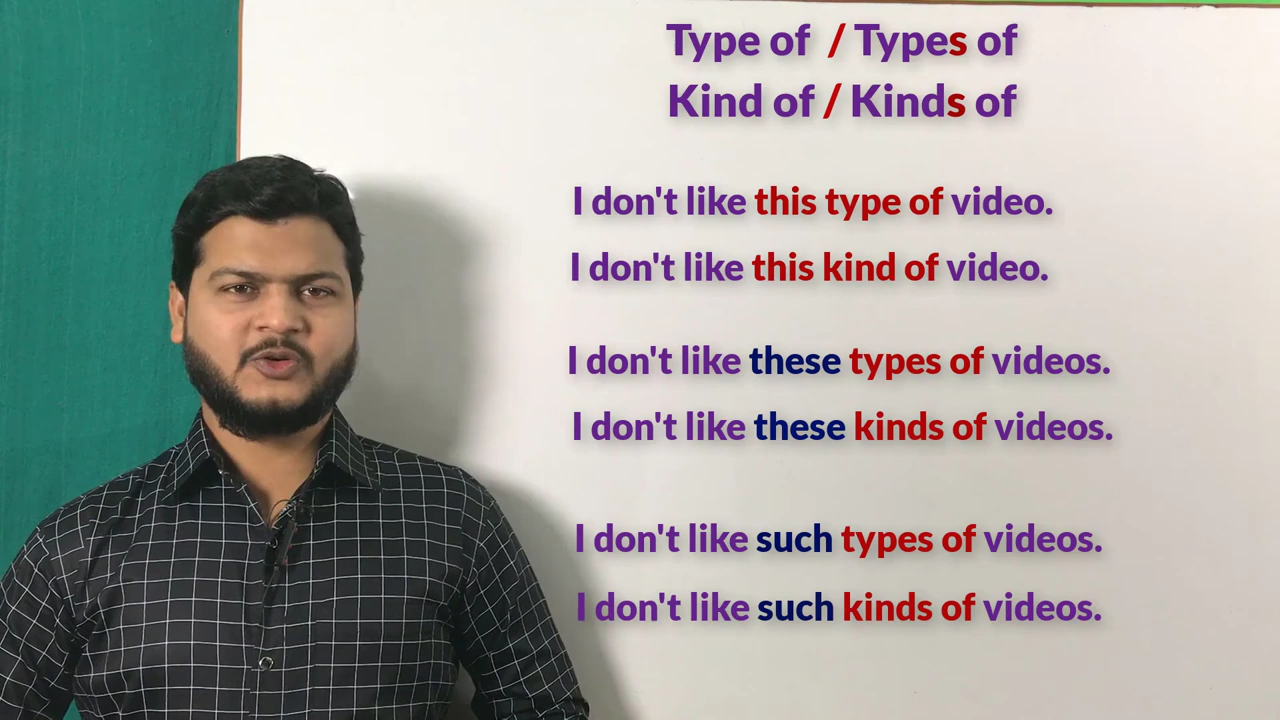 Type of / Types of
Kind of / Kinds of
I don't like this type of video.
I don't like this kind of video.
I don't like these types of videos.
I don't like these kinds of videos.
I don't like such types of videos.
I don't like such kinds of videos.